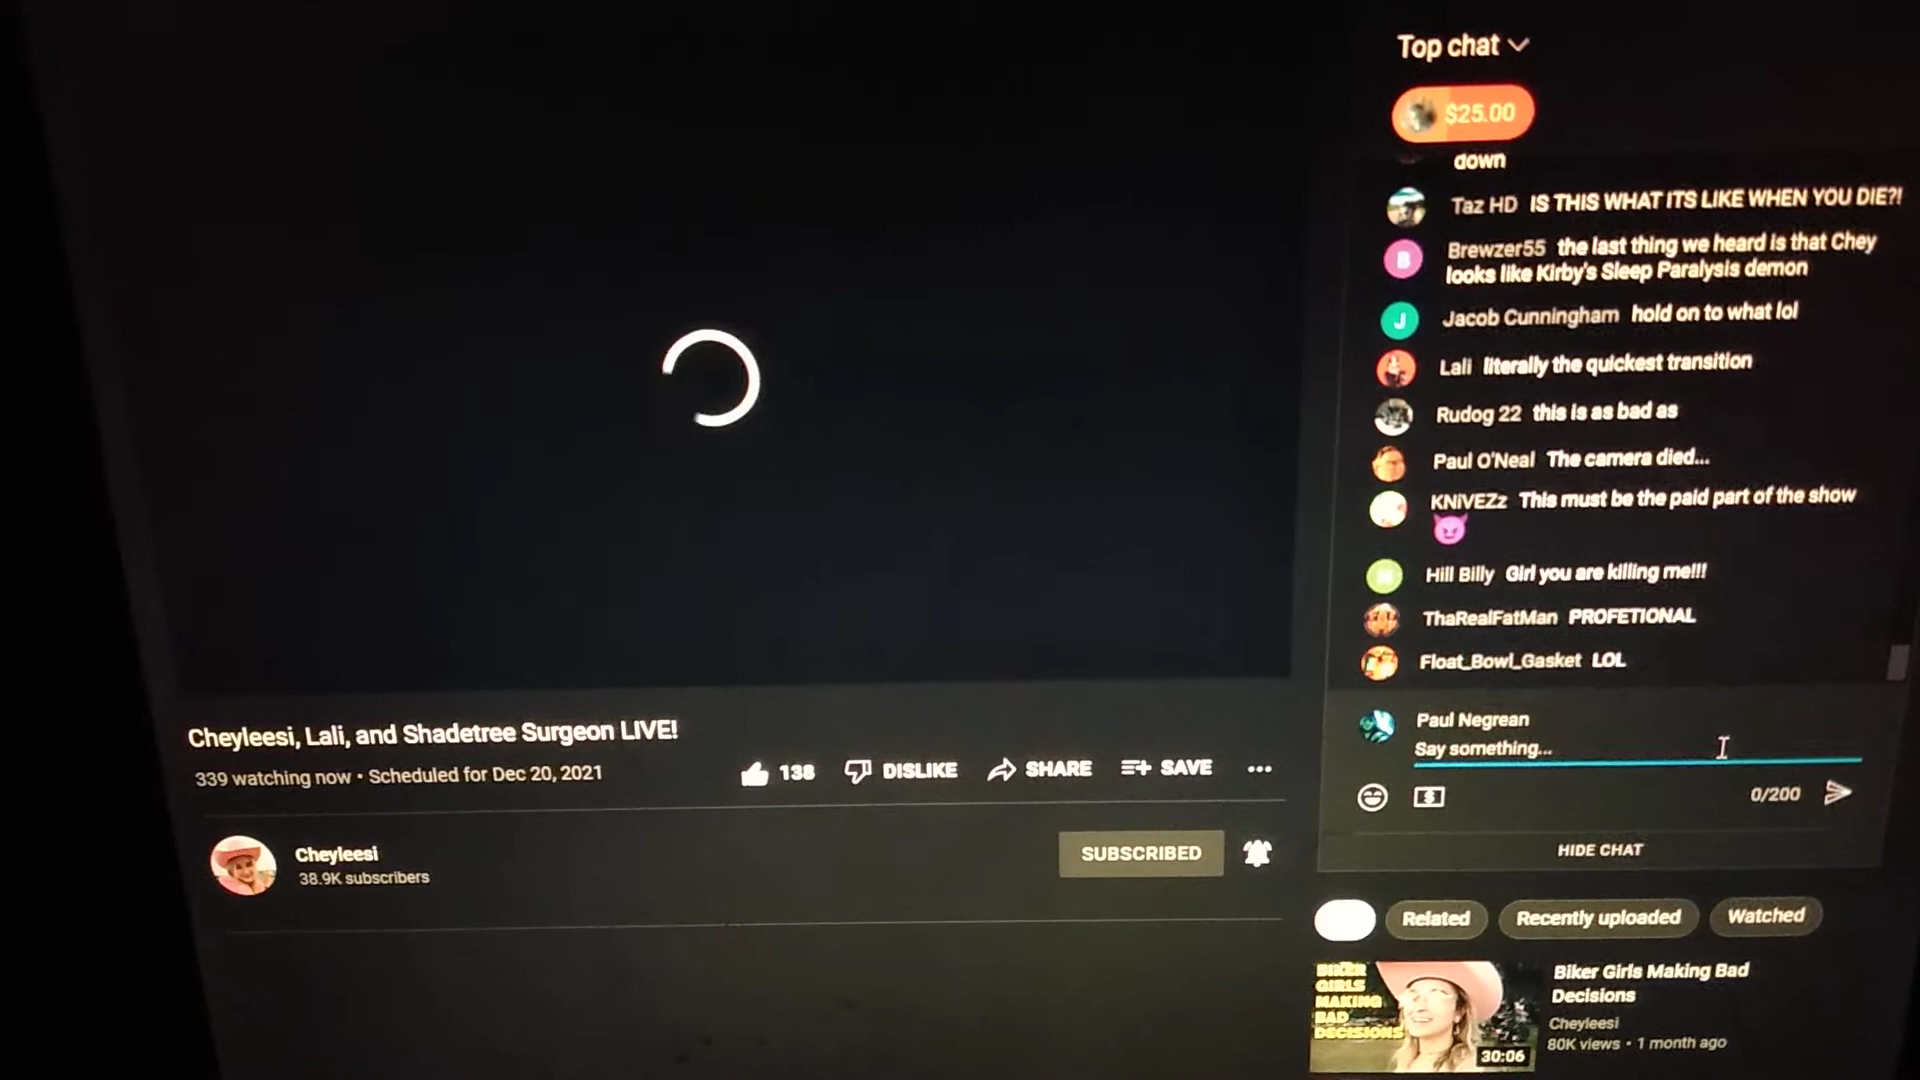 Top chat
$25.00
down
Taz HD IS THIS WHAT ITS LIKE WHEN YOU DIE?!
Brewzer55 the last thing we heard is that Chey
looks like Kirby's Sleep Paralysis demon
Jacob Cunningham hold on to what lol
Lali literally the quickest transition
Rudog 22 this is as bad as
Paul O'Neal The camera died...
KNiVEZz This must be the paid part of the show
Hill Billy Girl you are killing me!!!
ThaRealFatMan PROFETIONAL
Float_Bowl_Gasket LOL
Paul Negrean
Say something...
0/200
HIDE CHAT
Cheyleesi, Lali, and Shadetree Surgeon LIVE!
339 watching now • Scheduled for Dec 20, 2021
138 DISLIKE SHARE SAVE
Cheyleesi
38.9K subscribers
SUBSCRIBED
Related Recently uploaded Watched
BIKER
GIRLS
MAKING
BAD
DECISIONS
30:06
Biker Girls Making Bad
Decisions
Cheyleesi
80K views • 1 month ago